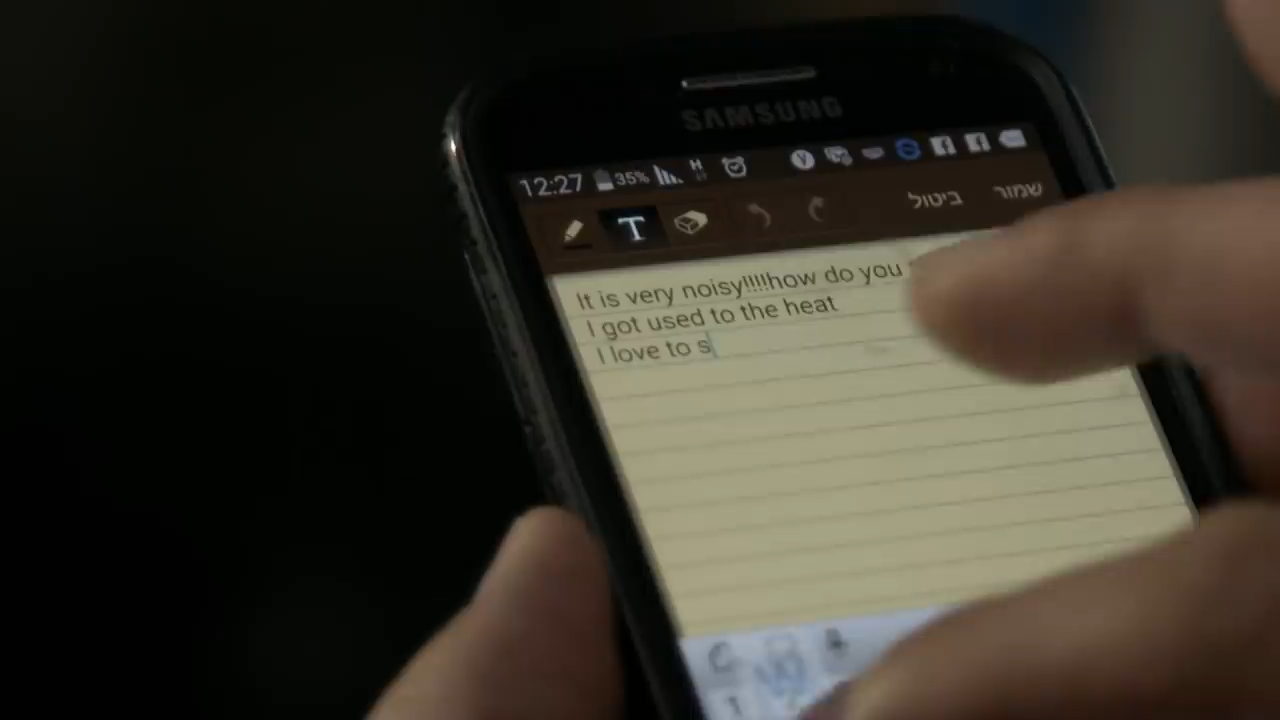 SAMSUNG
12:27 35% H
T ביטול שמור
It is very noisy!!!!how do you
I got used to the heat
I love to s